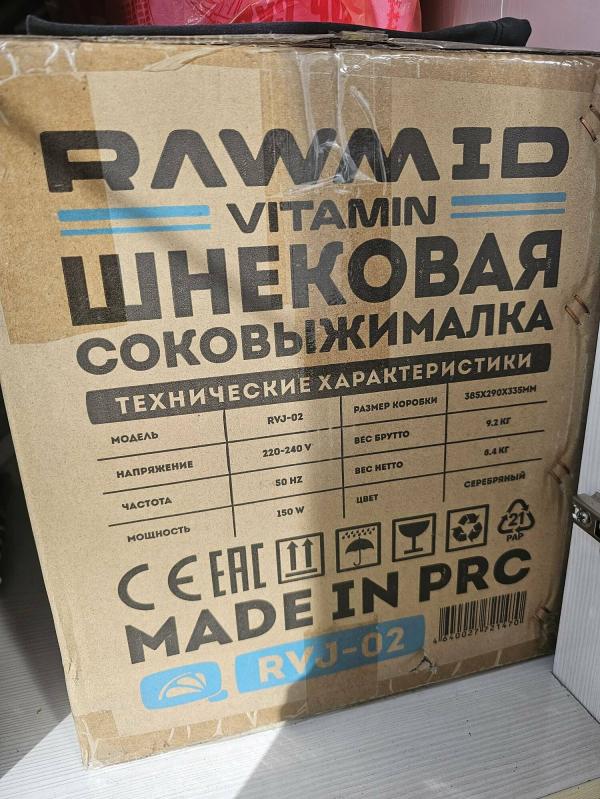 RAWMID
VITAMIN
ШНЕКОВАЯ
СОКОВЫЖИМАЛКА
ТЕХНИЧЕСКИЕ ХАРАКТЕРИСТИКИ
МОДЕЛЬ RVJ-02 РАЗМЕР КОРОБКИ 385X290X335ММ
НАПРЯЖЕНИЕ 220-240 V ВЕС БРУТТО 9.2 КГ
ЧАСТОТА 50 HZ ВЕС НЕТТО 8.4 КГ
МОЩНОСТЬ 150 W ЦВЕТ СЕРЕБРЯНЫЙ
CE EAC 21
PAP
MADE IN PRC
RVJ-02
4640027721470